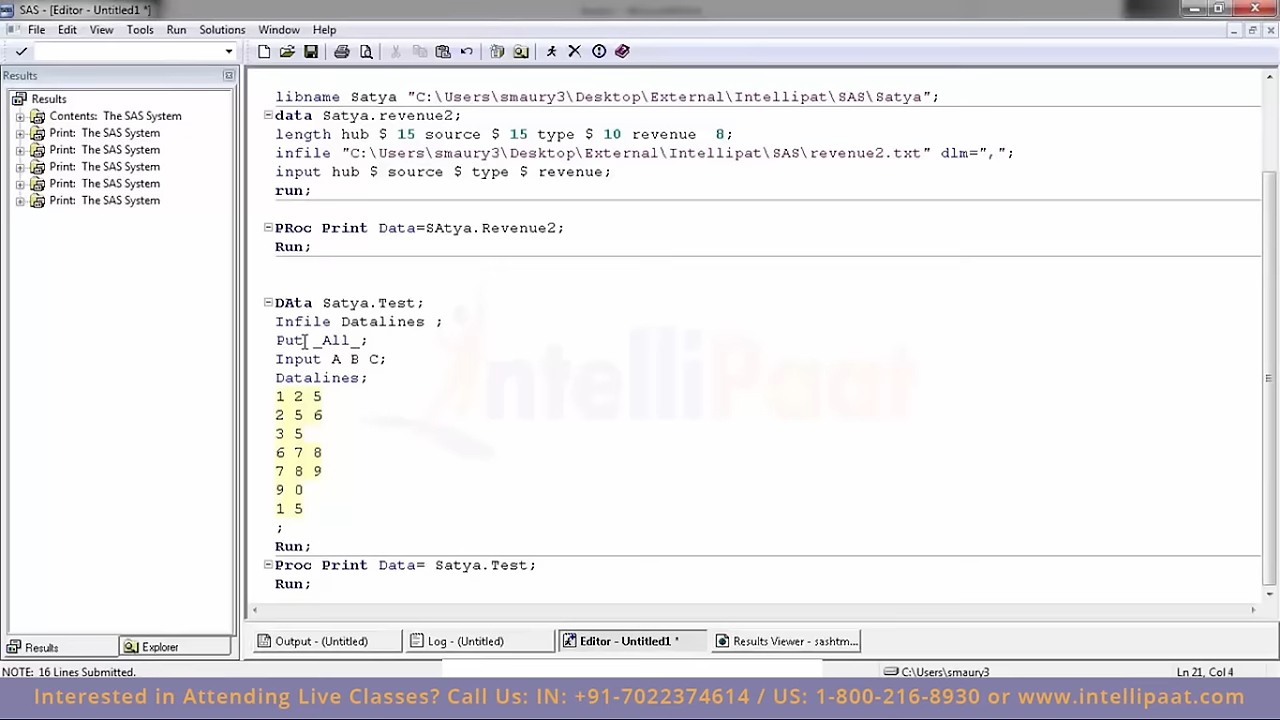 SAS - [Editor - Untitled1 *]
File Edit View Tools Run Solutions Window Help
Results
Results
Contents: The SAS System
Print: The SAS System
Print: The SAS System
Print: The SAS System
Print: The SAS System
Print: The SAS System
libname Satya "C:\Users\smaury3\Desktop\External\Intellipat\SAS\Satya";
data Satya.revenue2;
length hub $ 15 source $ 15 type $ 10 revenue 8;
infile "C:\Users\smaury3\Desktop\External\Intellipat\SAS\revenue2.txt" dlm=",";
input hub $ source $ type $ revenue;
run;
PRoc Print Data=SAtya.Revenue2;
Run;
DAta Satya.Test;
Infile Datalines ;
Put _All_;
Input A B C;
Datalines;
1 2 5
2 5 6
3 5
6 7 8
7 8 9
9 0
1 5
;
Run;
Proc Print Data= Satya.Test;
Run;
IntelliPaat
Results Explorer
Output - (Untitled) Log - (Untitled) Editor - Untitled1 * Results Viewer - sashtm...
NOTE: 16 Lines Submitted. C:\Users\smaury3 Ln 21, Col 4
Interested in Attending Live Classes? Call Us: IN: +91-7022374614 / US: 1-800-216-8930 or www.intellipaat.com